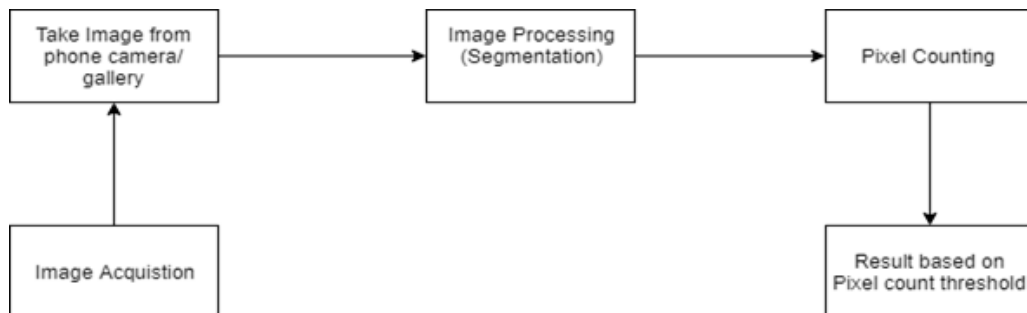 Take Image from
phone camera/
gallery
Image Processing
(Segmentation)
Pixel Counting
Image Acquistion
Result based on
Pixel count threshold